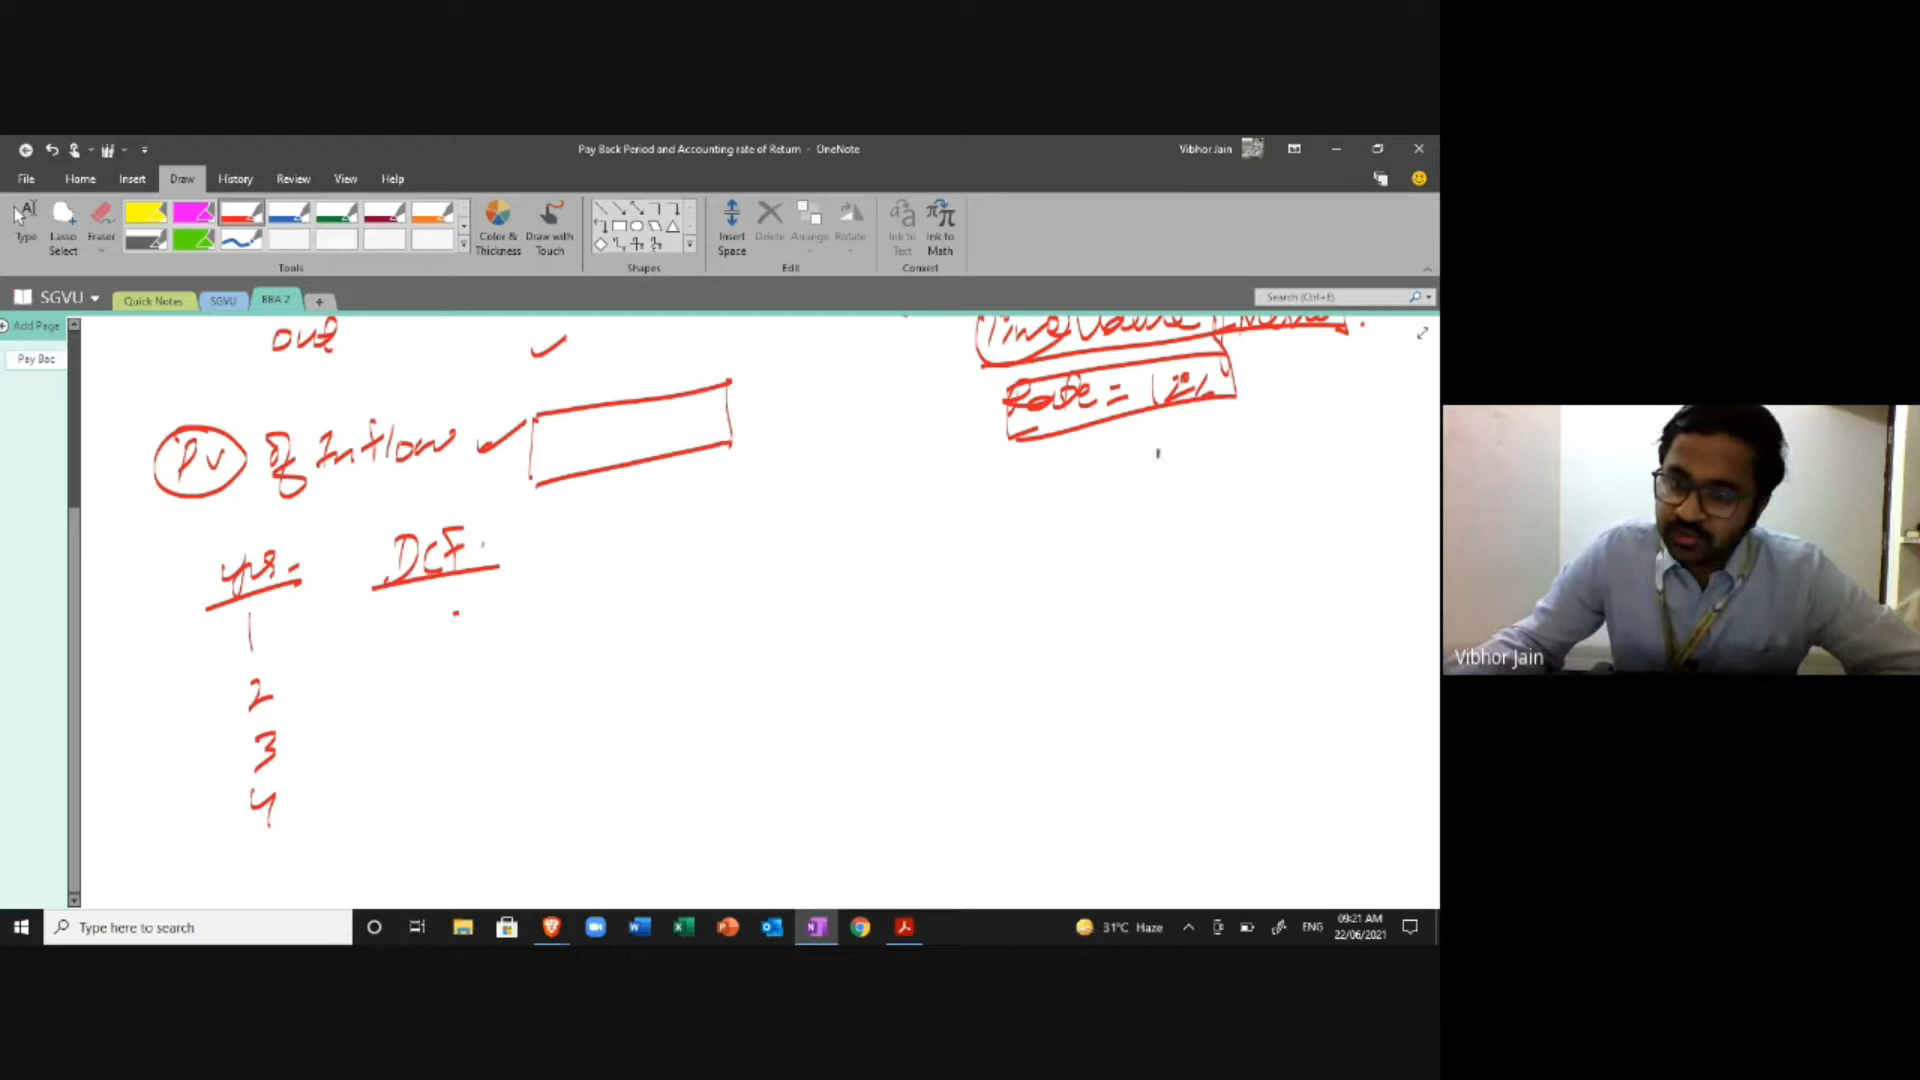 Pay Back Period and Accounting rate of Return - OneNote
Vibhor Jain
File Home Insert Draw History Review View Help
Type
Lasso Select
Eraser
Color & Thickness
Draw with Touch
Insert Space
Delete
Arrange
Rotate
Ink to Text
Ink to Math
Tools
Shapes
Edit
Convert
SGVU
Quick Notes
SGVU
BBA 2
Search (Ctrl+E)
Add Page
Pay Bac
out
Time Value of
Rate = 12%
PV of Inflow
yrs. DCF.
1
2
3
4
Vibhor Jain
Type here to search
31°C Haze
ENG
09:21 AM
22/06/2021